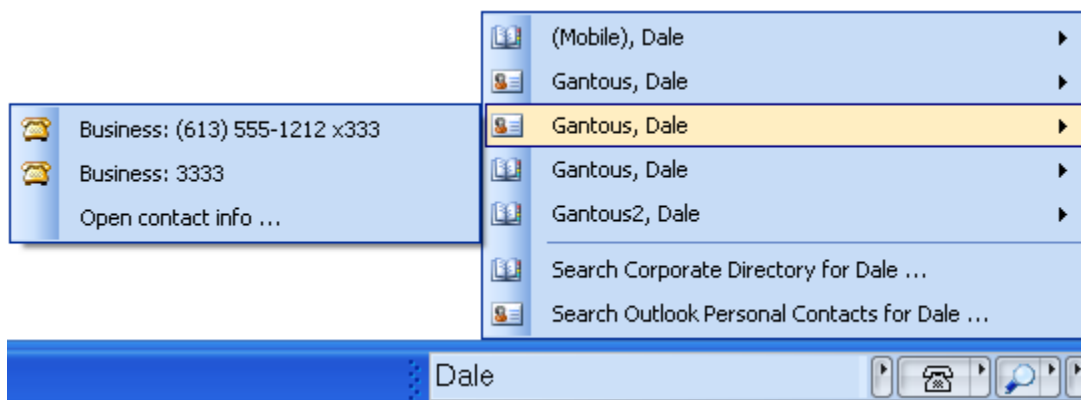 (Mobile), Dale
Gantous, Dale
Gantous, Dale
Gantous, Dale
Gantous2, Dale
Search Corporate Directory for Dale ...
Search Outlook Personal Contacts for Dale ...
Business: (613) 555-1212 x333
Business: 3333
Open contact info ...
Dale